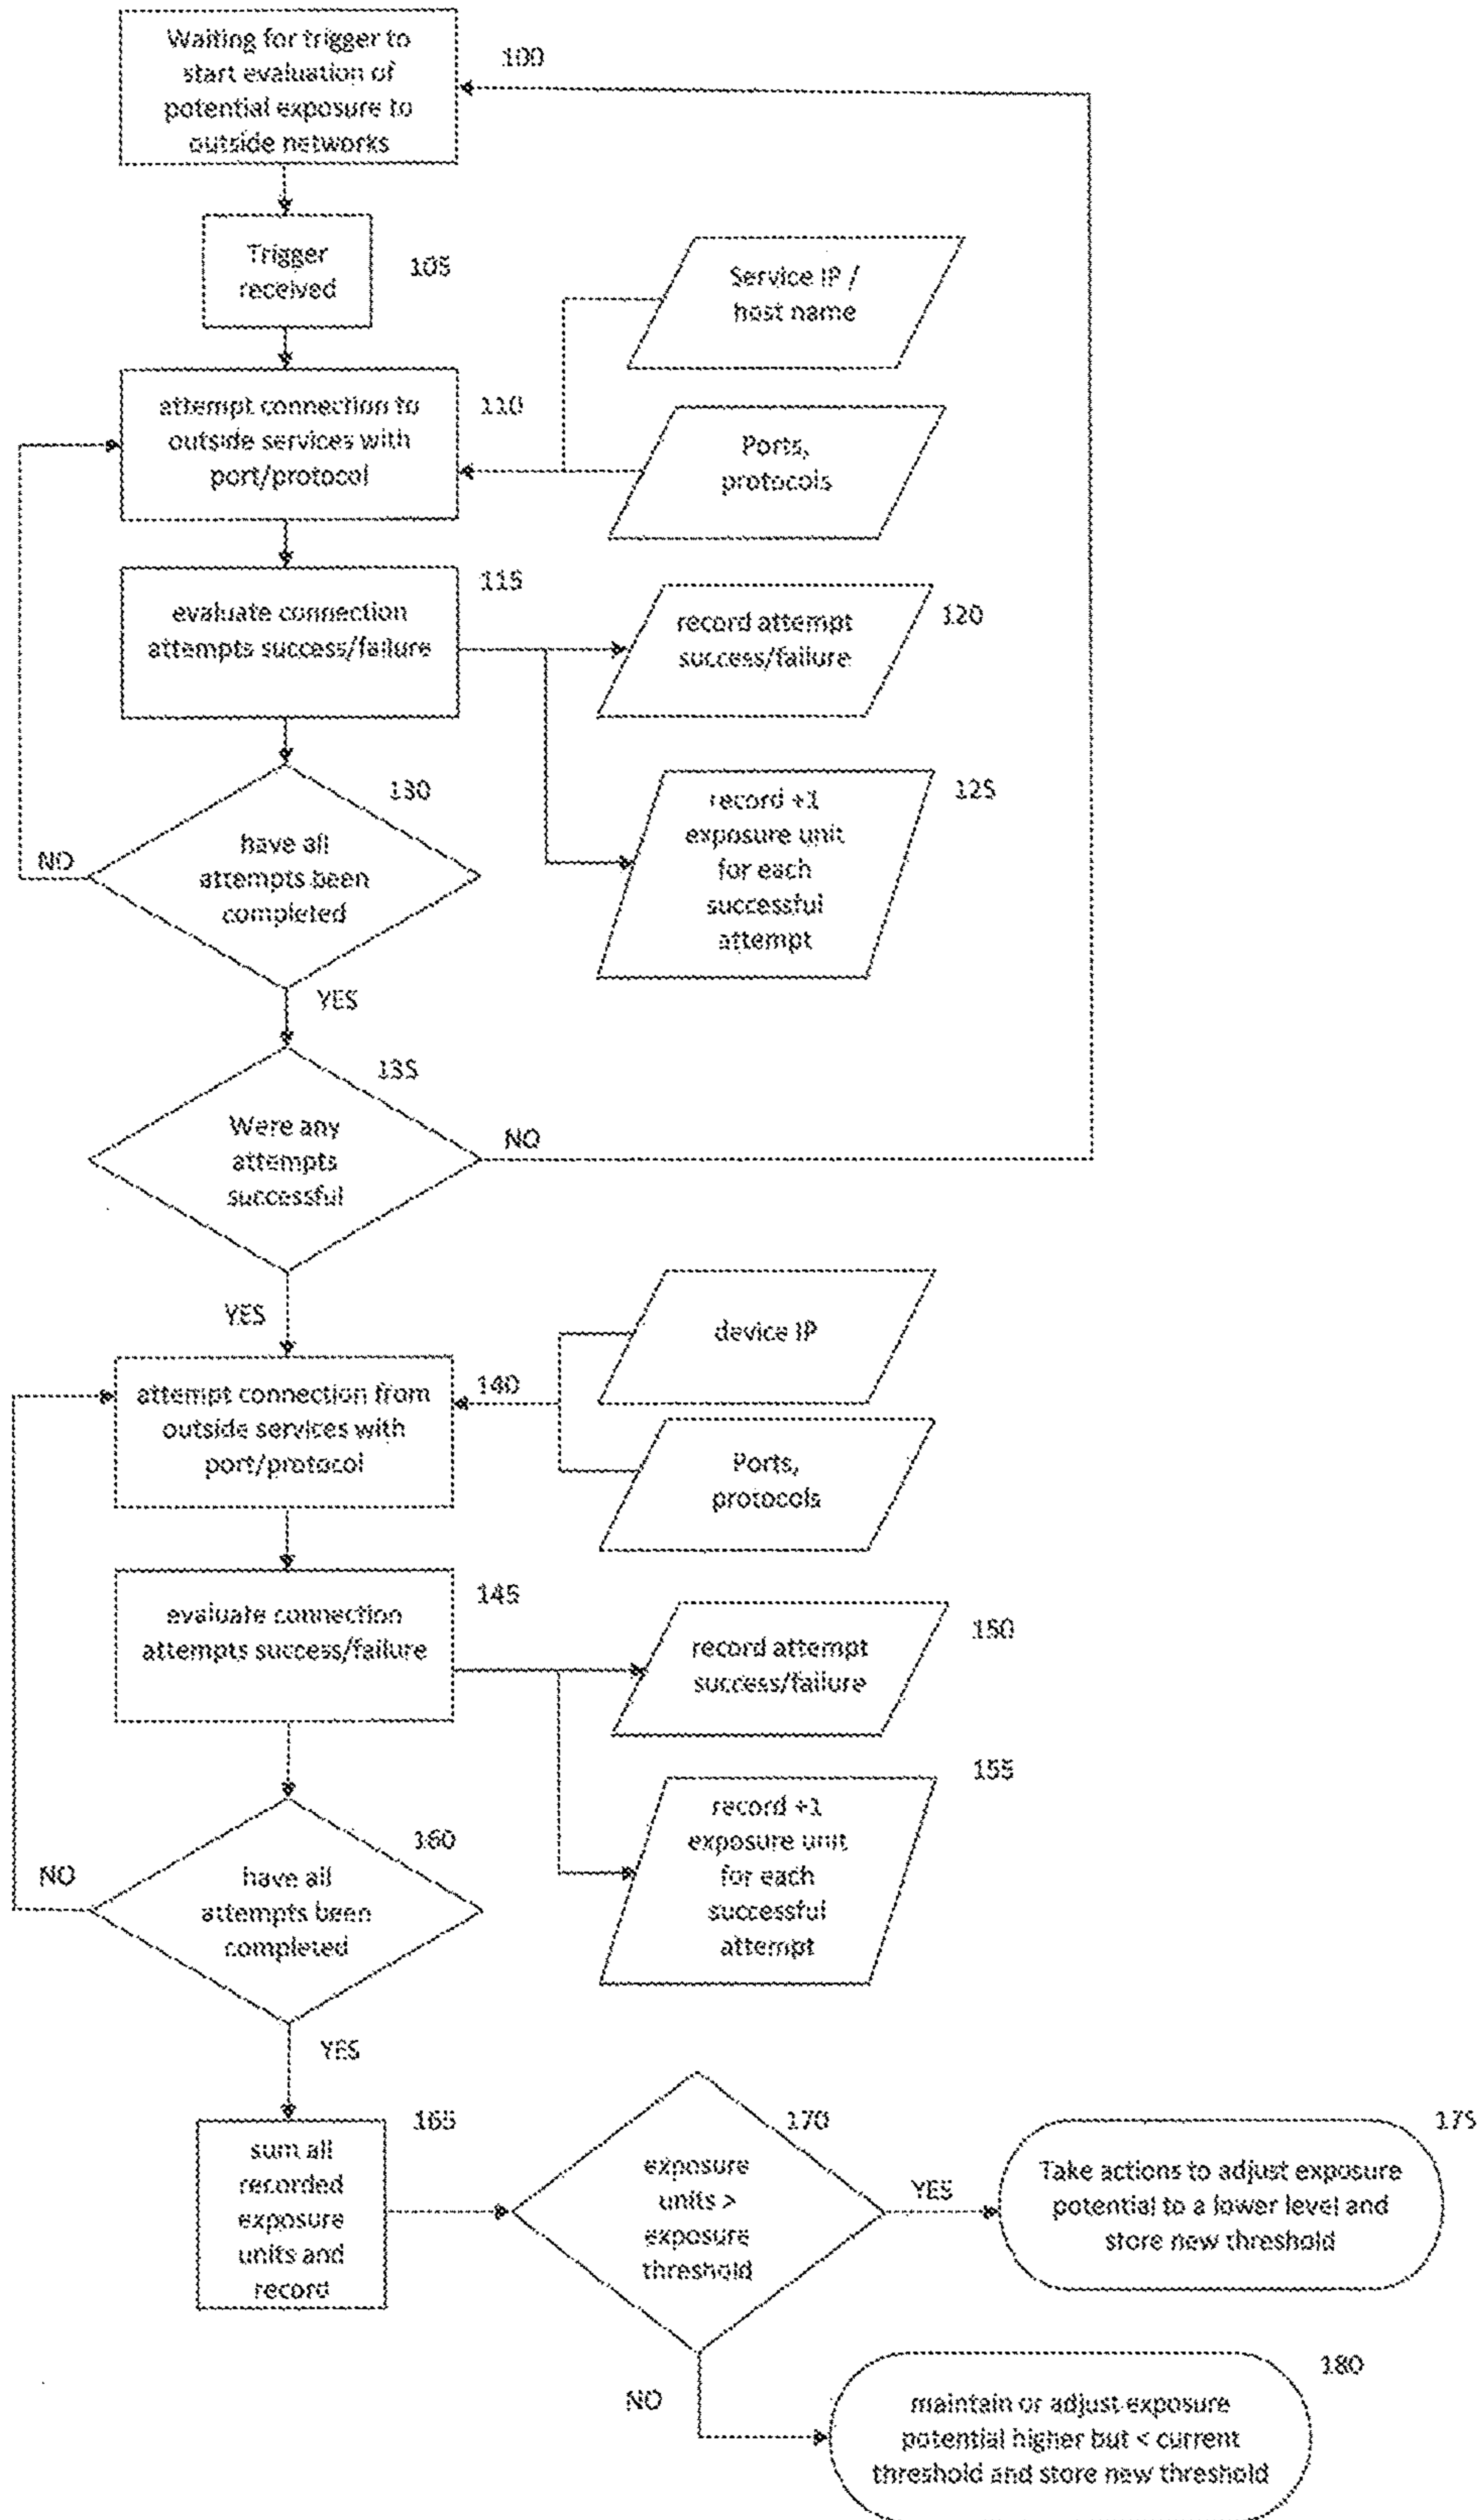 Waiting for trigger to
start evaluation of
potential exposure to
outside networks
100
Trigger
received
105
Service IP /
host name
attempt connection to
outside services with
port/protocol
110
Ports,
protocols
evaluate connection
attempts success/failure
115
record attempt
success/failure
120
record +1
exposure unit
for each
successful
attempt
125
130
have all
attempts been
completed
NO
YES
135
Were any
attempts
successful
NO
YES
device IP
attempt connection from
outside services with
port/protocol
140
Ports,
protocols
evaluate connection
attempts success/failure
145
record attempt
success/failure
150
155
record +1
exposure unit
for each
successful
attempt
160
have all
attempts been
completed
NO
YES
165
sum all
recorded
exposure
units and
record
170
exposure
units >
exposure
threshold
YES
175
Take actions to adjust exposure
potential to a lower level and
store new threshold
NO
180
maintain or adjust exposure
potential higher but < current
threshold and store new threshold